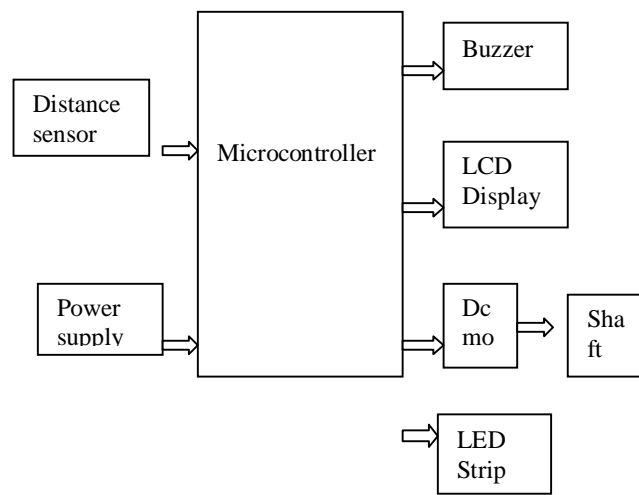 Buzzer
Distance
sensor
Microcontroller
LCD
Display
Power
supply
Dc
mo
Sha
ft
LED
Strip